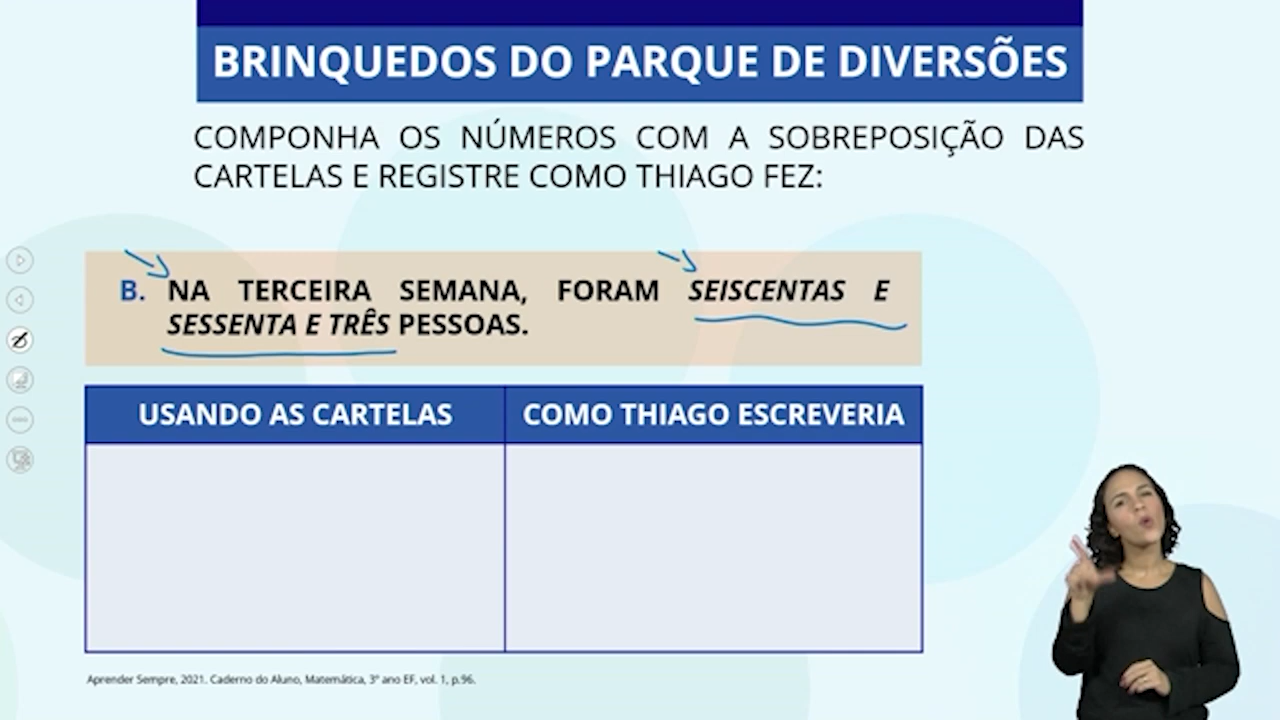 BRINQUEDOS DO PARQUE DE DIVERSÕES
COMPONHA OS NÚMEROS COM A SOBREPOSIÇÃO DAS
CARTELAS E REGISTRE COMO THIAGO FEZ:
B. NA TERCEIRA SEMANA, FORAM SEISCENTAS E
SESSENTA E TRÊS PESSOAS.
USANDO AS CARTELAS
COMO THIAGO ESCREVERIA
Aprender Sempre, 2021. Caderno do Aluno, Matemática, 3º ano EF, vol. 1, p.96.